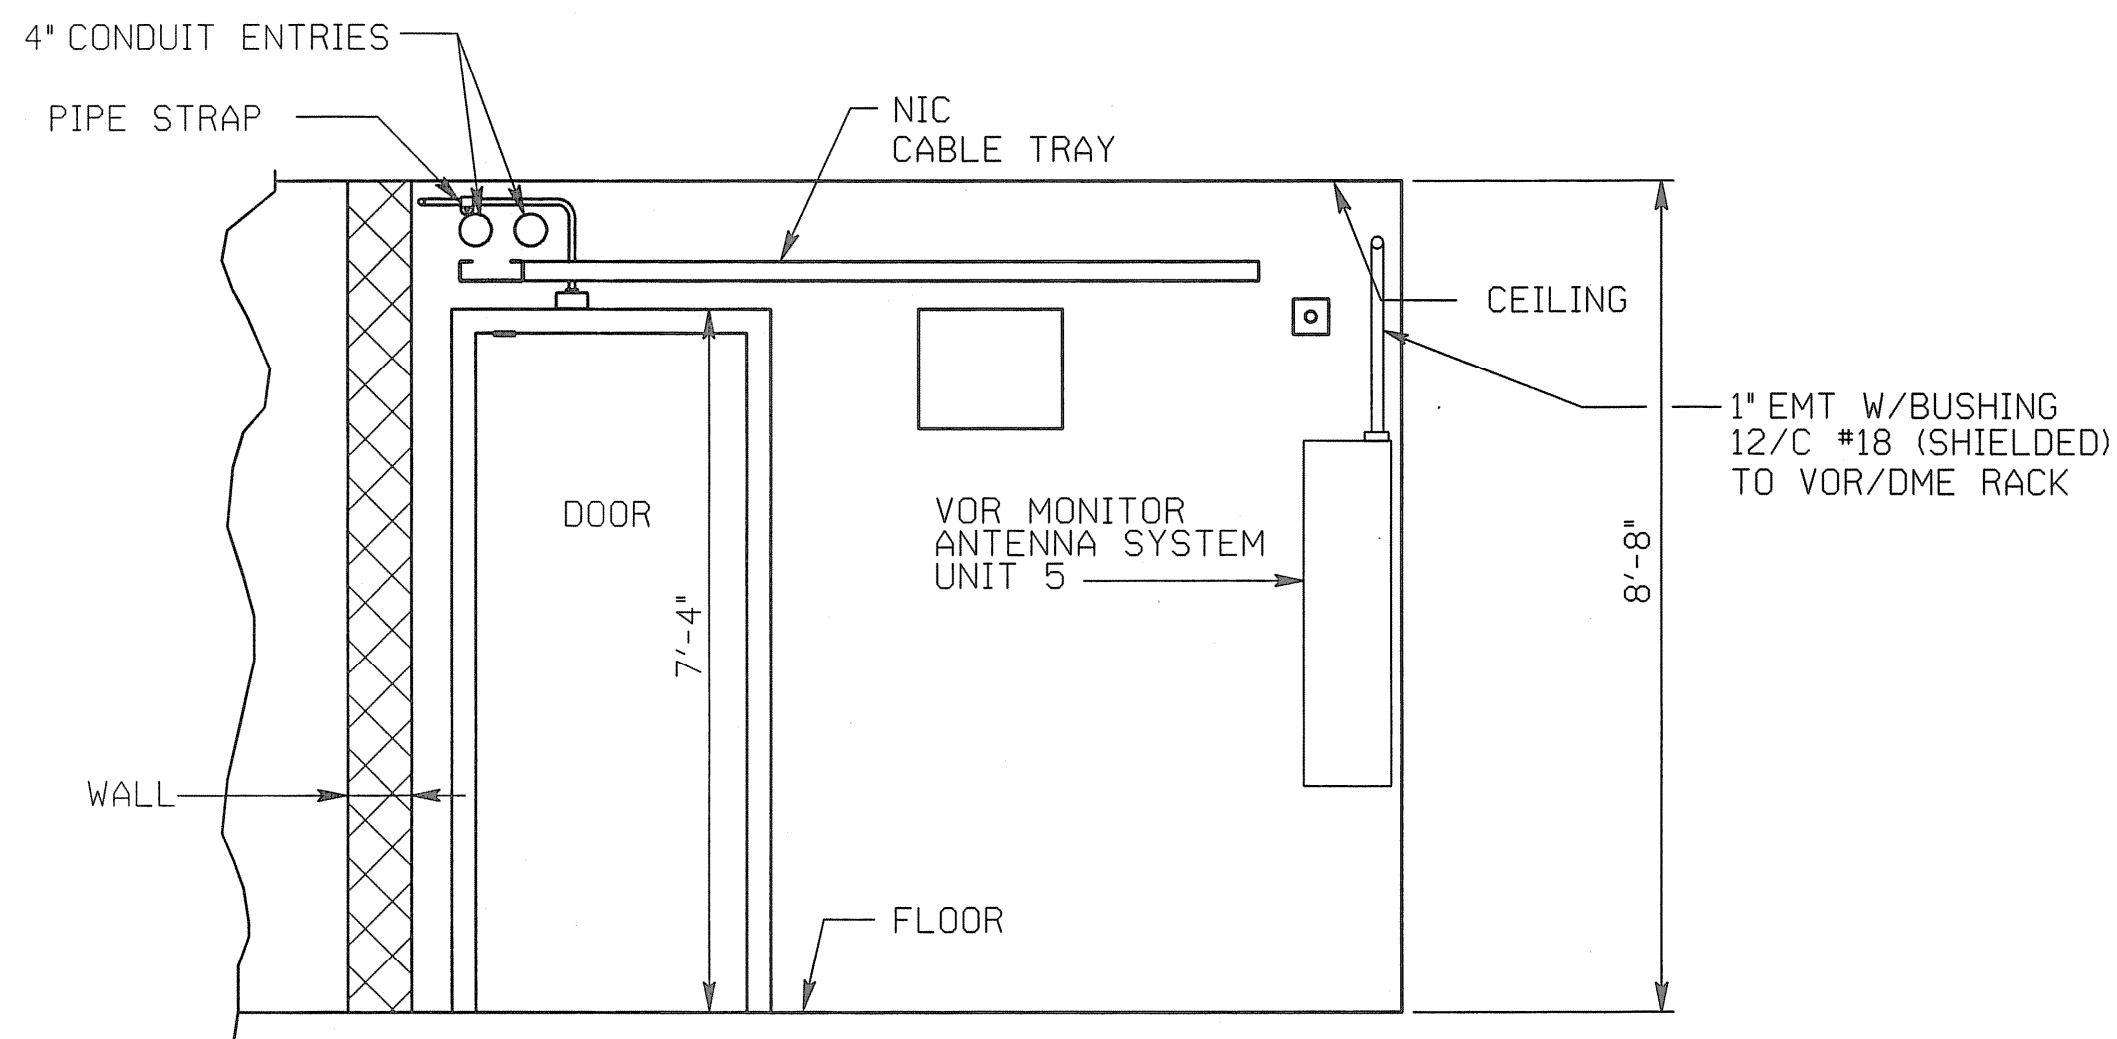 4" CONDUIT ENTRIES
PIPE STRAP
NIC
CABLE TRAY
CEILING
1" EMT W/BUSHING
12/C #18 (SHIELDED)
TO VOR/DME RACK
DOOR
VOR MONITOR
ANTENNA SYSTEM
UNIT 5
8'-8"
7'-4"
WALL
FLOOR